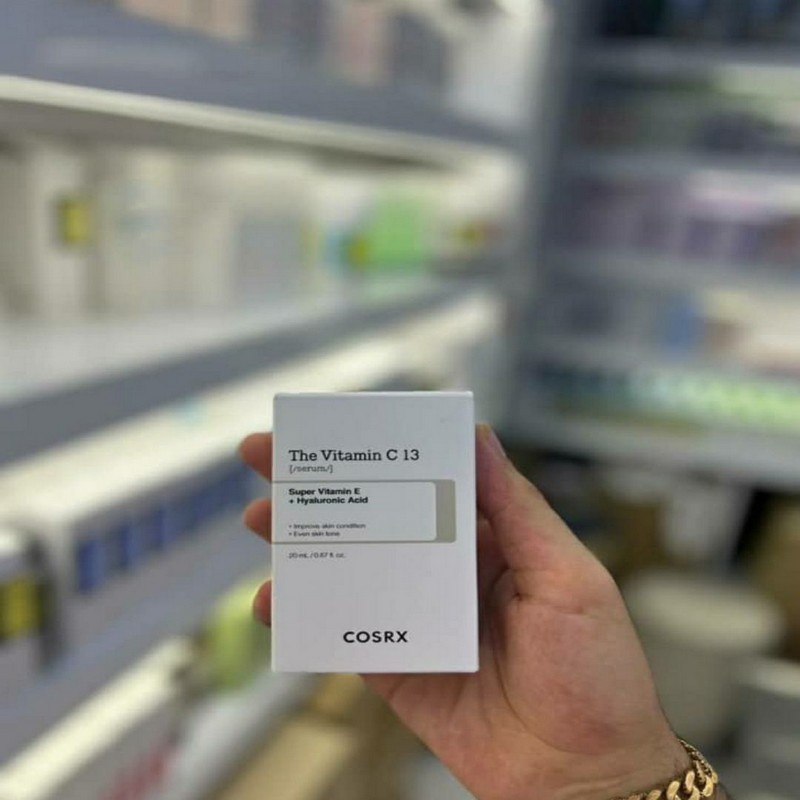 The Vitamin C 13
[/serum/]
Super Vitamin E
+ Hyaluronic Acid
• Improve skin condition
• Even skin tone
20 mL / 0.67 fl. oz.
COSRX